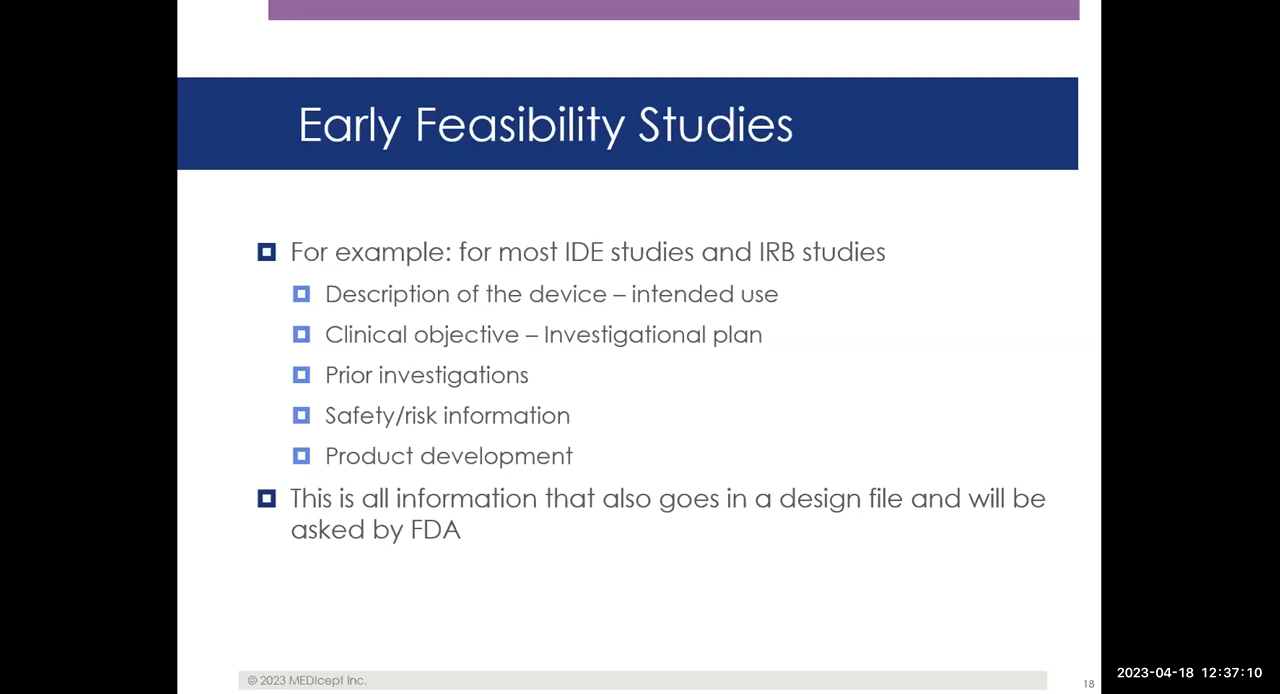 Early Feasibility Studies
For example: for most IDE studies and IRB studies
Description of the device – intended use
Clinical objective – Investigational plan
Prior investigations
Safety/risk information
Product development
This is all information that also goes in a design file and will be
asked by FDA
© 2023 MEDIcept Inc.
18
2023-04-18 12:37:10